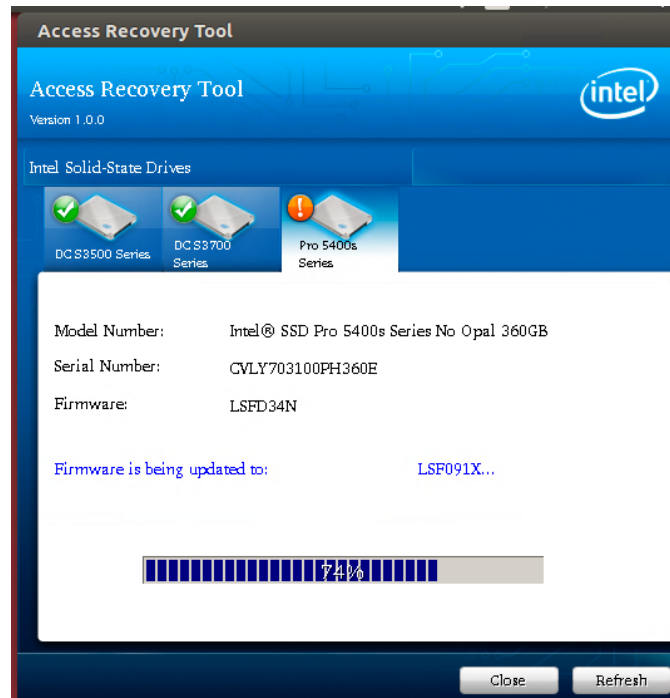 Access Recovery Tool
Access Recovery Tool
intel
Version 1.0.0
Intel Solid-State Drives
DC S3500 Series
DC S3700
Series
Pro 5400s
Series
Model Number: Intel® SSD Pro 5400s Series No Opal 360GB
Serial Number: CVLY703100PH360E
Firmware: LSFD34N
Firmware is being updated to: LSF091X...
74%
Close Refresh